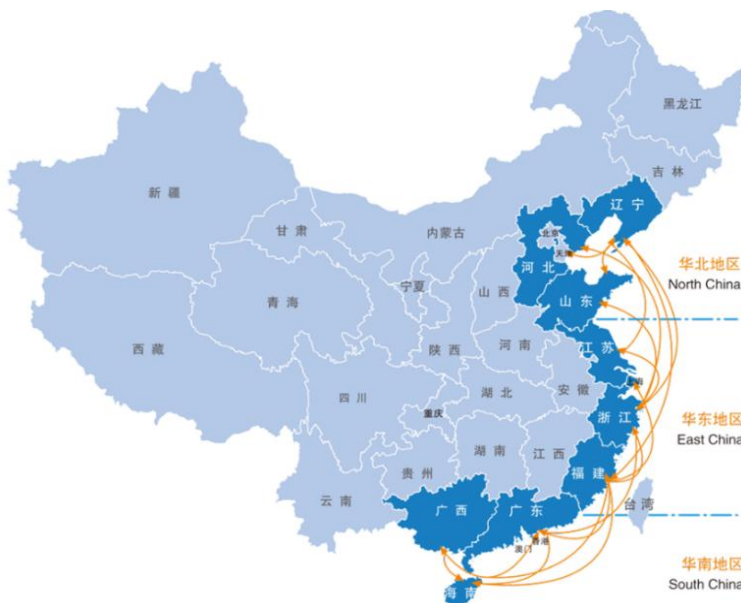 黑龙江
吉 林
辽 宁
新 疆
甘 肃
内蒙古
北京
天津
河 北
华北地区
North China
宁夏
山 西
山 东
青 海
西 藏
陕 西
河 南
江 苏
上海
四 川
重庆
湖 北
安 徽
浙 江
华东地区
East China
湖 南
江 西
贵 州
福 建
云 南
广 西
广 东
台 湾
香港
澳门
华南地区
South China
海 南